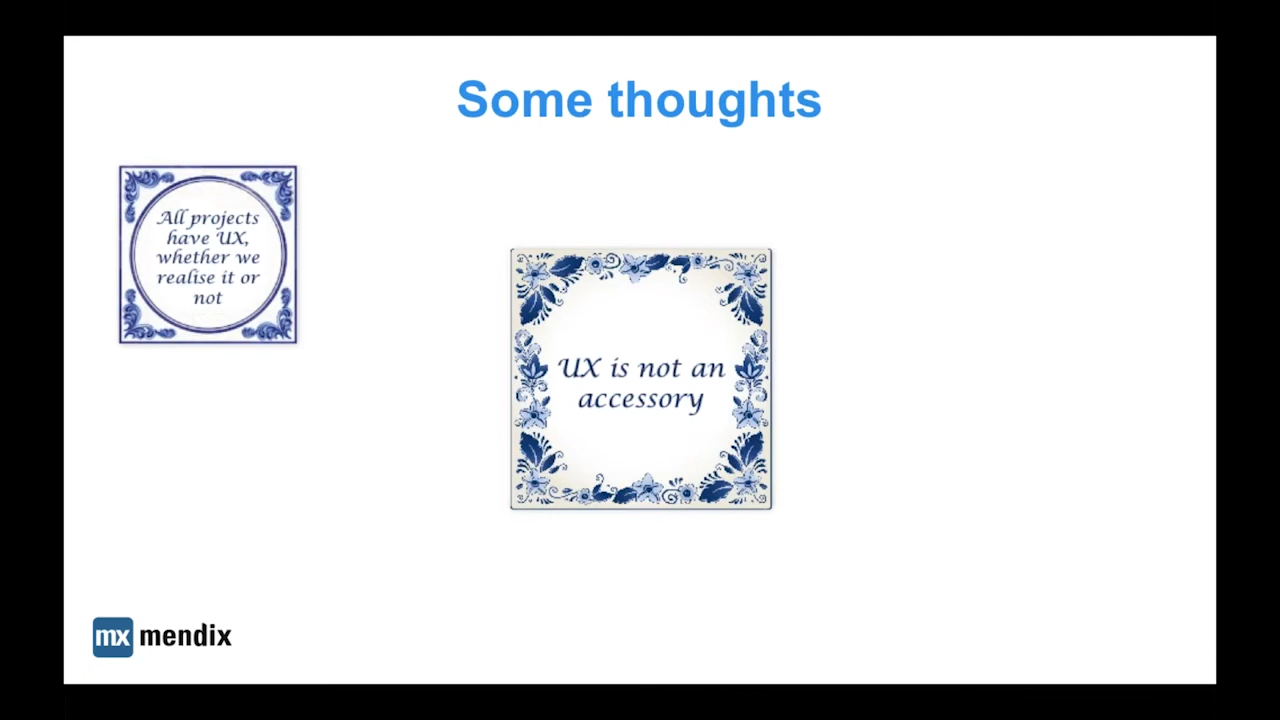 Some thoughts
All projects
have UX,
whether we
realise it or
not
UX is not an
accessory
mx mendix